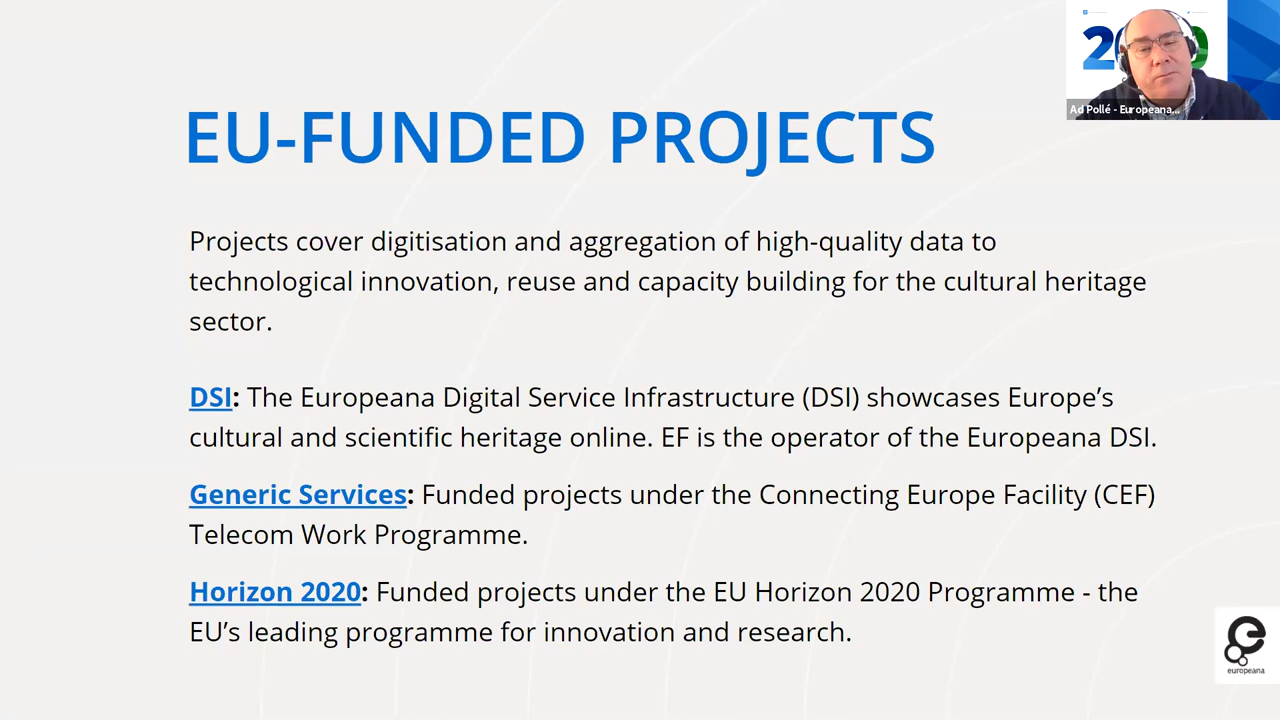 EU-FUNDED PROJECTS
Projects cover digitisation and aggregation of high-quality data to
technological innovation, reuse and capacity building for the cultural heritage
sector.
DSI: The Europeana Digital Service Infrastructure (DSI) showcases Europe’s
cultural and scientific heritage online. EF is the operator of the Europeana DSI.
Generic Services: Funded projects under the Connecting Europe Facility (CEF)
Telecom Work Programme.
Horizon 2020: Funded projects under the EU Horizon 2020 Programme - the
EU’s leading programme for innovation and research.
Ad Pollé - Europeana...
europeana